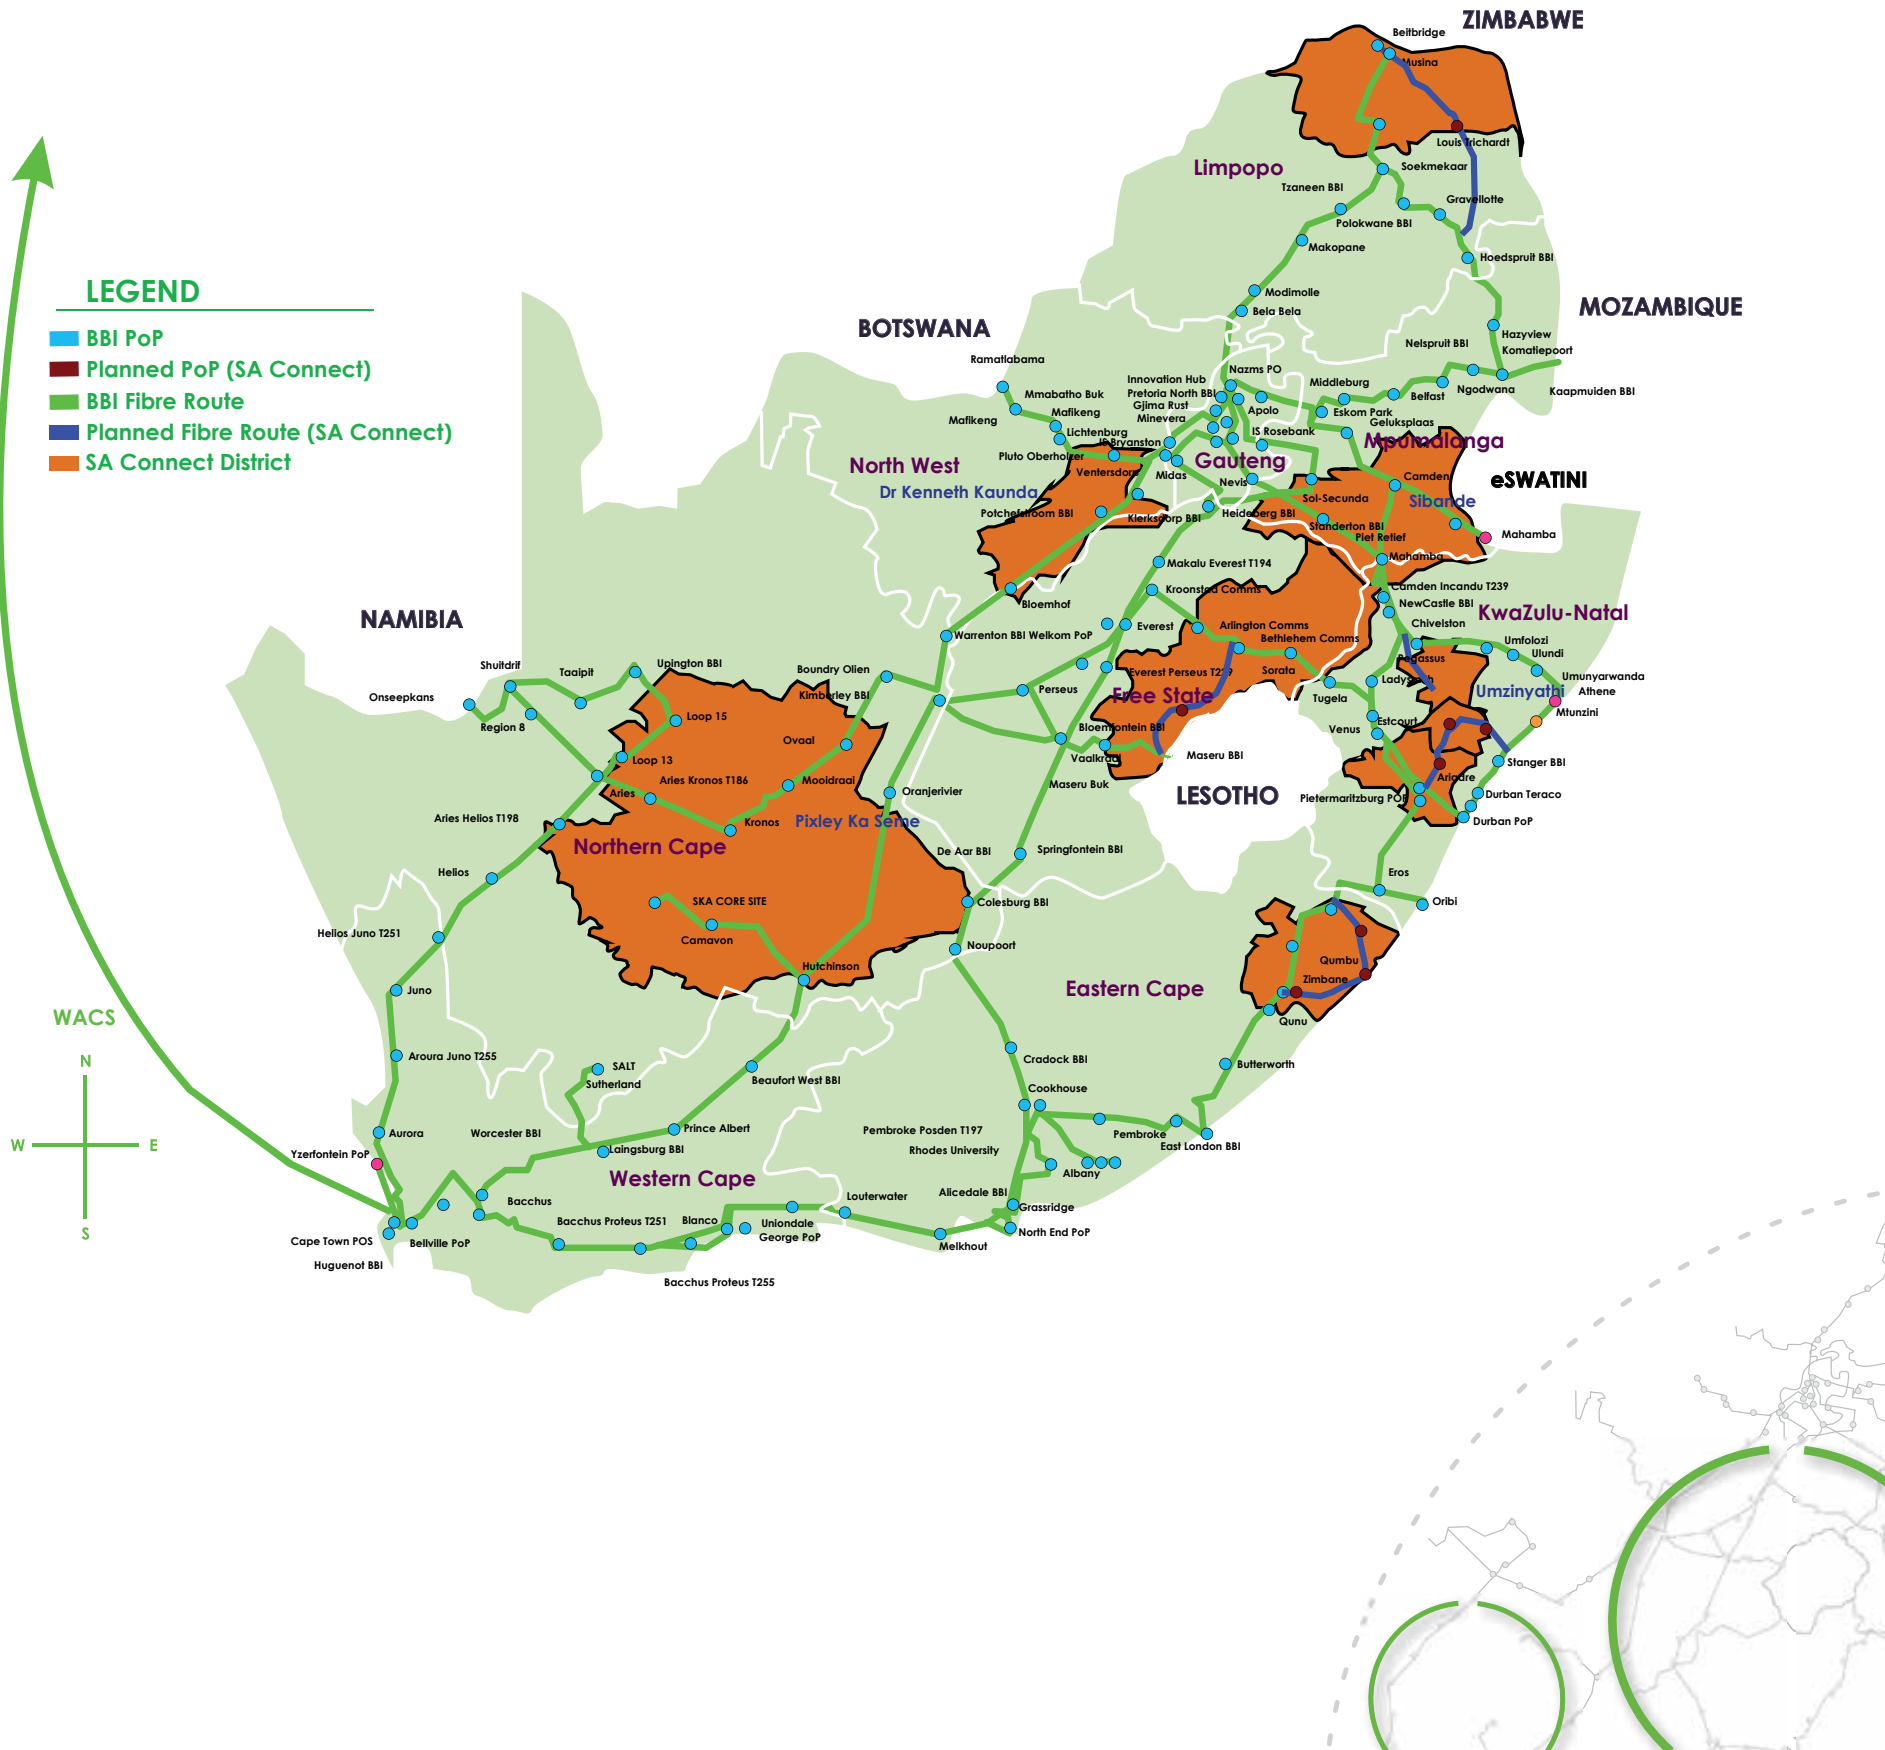 ZIMBABWE
Beitbridge
Musina
Louis Trichardt
Limpopo
Soekmekaar
Tzaneen BBI
Gravellotte
Polokwane BBI
Makopane
Hoedspruit BBI
LEGEND
BBI PoP
Planned PoP (SA Connect)
BBI Fibre Route
Planned Fibre Route (SA Connect)
SA Connect District
Modimolle
Bela Bela
MOZAMBIQUE
BOTSWANA
Hazyview
Nelspruit BBI
Komatiepoort
Ramatlabama
Nazms PO
Innovation Hub
Middleburg
Ngodwana
Kaapmuiden BBI
Mmabatho Buk
Pretoria North BBI
Belfast
Gjima Rust
Apolo
Eskom Park
Mafikeng
Mafikeng
Minevera
Geluksplaas
Lichtenburg
IS Rosebank
IS Bryanston
Mpumalanga
Pluto Oberholzer
Gauteng
North West
Ventersdorp
Midas
Camden
eSWATINI
Nevis
Dr Kenneth Kaunda
Sol-Secunda
Sibande
Potchefstroom BBI
Klerksdorp BBI
Heideberg BBI
Standerton BBI
Piet Retief
Mahamba
Mahamba
Makalu Everest T194
Kroonstad Comms
Camden Incandu T239
Bloemhof
NewCastle BBI
KwaZulu-Natal
NAMIBIA
Chivelston
Everest
Arlington Comms
Warrenton BBI
Welkom PoP
Bethlehem Comms
Umfolozi
Ulundi
Pegassus
Shuitdrif
Taaipit
Upington BBI
Boundry Olien
Everest Perseus T229
Sorata
Ladysmith
Umunyarwanda
Onseepkans
Kimberley BBI
Perseus
Free State
Tugela
Umzinyathi
Athene
Mtunzini
Region 8
Loop 15
Bloemfontein BBI
Estcourt
Venus
Ovaal
Loop 13
Vaalkraal
Maseru BBI
Stanger BBI
Aries Kronos T186
Mooidraai
Maseru Buk
Ariadre
Aries
Oranjerivier
LESOTHO
Pietermaritzburg POP
Durban Teraco
Aries Helios T198
Kronos
Pixley Ka Seme
Durban PoP
Northern Cape
De Aar BBI
Springfontein BBI
Helios
Eros
SKA CORE SITE
Colesburg BBI
Oribi
Helios Juno T251
Camavon
Noupoort
Hutchinson
Qumbu
Zimbane
Juno
Eastern Cape
Qunu
WACS
N
W
E
S
Aroura Juno T255
SALT
Sutherland
Beaufort West BBI
Cradock BBI
Butterworth
Cookhouse
Aurora
Worcester BBI
Prince Albert
Pembroke Posden T197
Pembroke
East London BBI
Yzerfontein PoP
Laingsburg BBI
Rhodes University
Albany
Western Cape
Bacchus
Louterwater
Alicedale BBI
Grassridge
Bacchus Proteus T251
Blanco
Uniondale
George PoP
North End PoP
Cape Town POS
Bellville PoP
Melkhout
Huguenot BBI
Bacchus Proteus T255